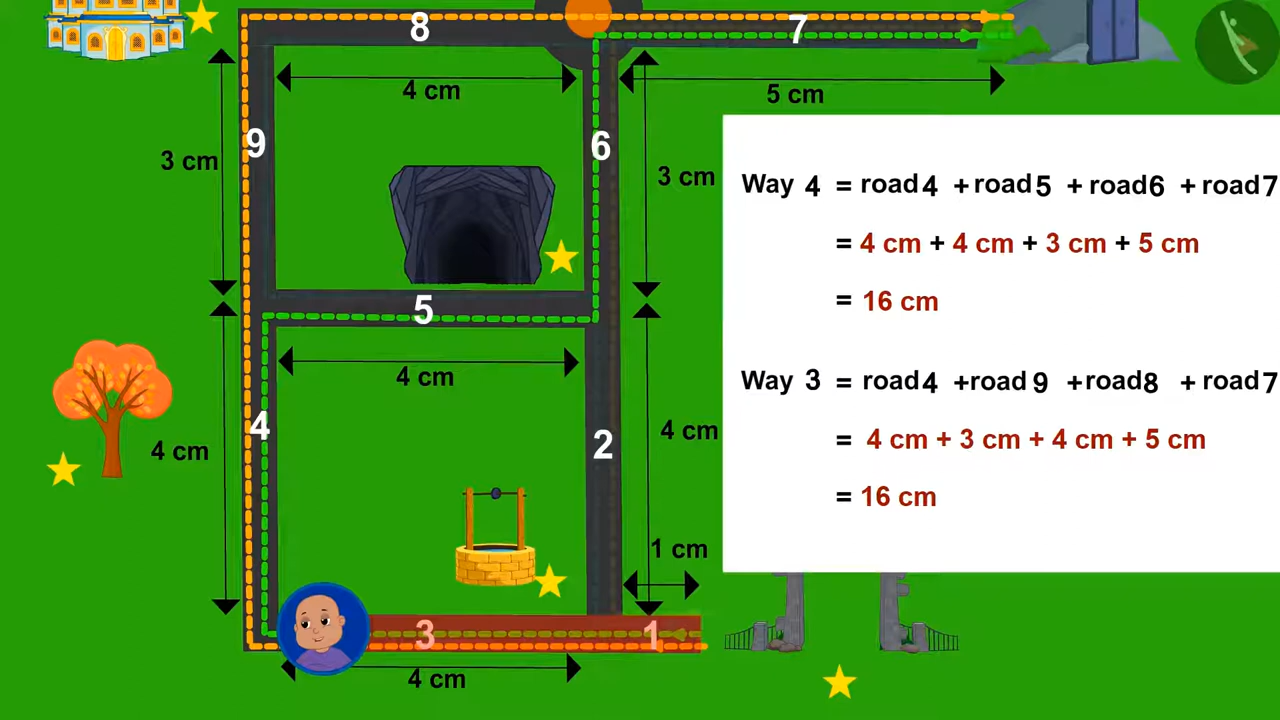 8
7
4 cm
5 cm
9
6
3 cm
3 cm
Way 4 = road4 +road5 +road6 +road7
= 4 cm + 4 cm + 3 cm + 5 cm
= 16 cm
5
4 cm
Way 3 = road4 +road9 +road8 +road7
= 4 cm + 3 cm + 4 cm + 5 cm
= 16 cm
4
2
4 cm
4 cm
1 cm
3
1
4 cm